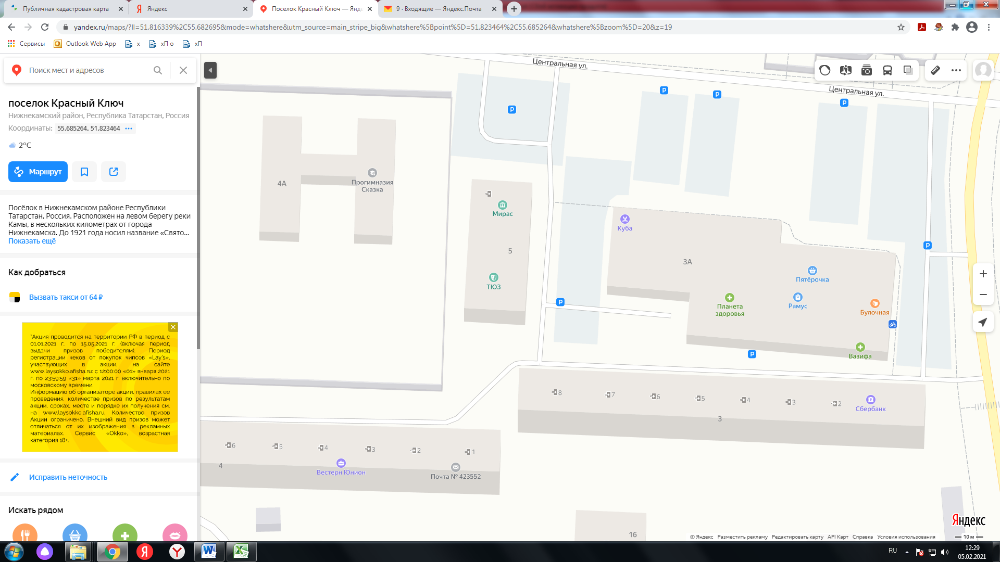 Публичная кадастровая карта
Яндекс
Поселок Красный Ключ — Янде
9 · Входящие — Яндекс.Почта
yandex.ru/maps/?ll=51.816339%2C55.682695&mode=whatshere&utm_source=main_stripe_big&whatshere%5Bpoint%5D=51.823464%2C55.685264&whatshere%5Bzoom%5D=20&z=19
Сервисы
Outlook Web App
х
хП о
хП
Поиск мест и адресов
поселок Красный Ключ
Нижнекамский район, Республика Татарстан, Россия
Координаты: 55.685264, 51.823464
2°C
Маршрут
Посёлок в Нижнекамском районе Республики
Татарстан, Россия. Расположен на левом берегу реки
Камы, в нескольких километрах от города
Нижнекамска. До 1921 года носил название «Свято...
Показать ещё
Как добраться
Вызвать такси от 64 ₽
*Акция проводится на территории РФ в период с
01.01.2021 г. по 15.05.2021 г. (включая период
выдачи призов победителям). Период
регистрации чеков от покупок чипсов «Lay's»,
участвующих в акции, на сайте
www.laysokko.afisha.ru: с 12:00:00 «01» января 2021
г. по 23:59:59 «31» марта 2021 г. включительно по
московскому времени.
Информацию об организаторе акции, правилах ее
проведения, количестве призов по результатам
акции, сроках, месте и порядке их получения см.
на www.laysokko.afisha.ru. Количество призов
Акции ограничено. Внешний вид призов может
отличаться от их изображения в рекламных
материалах. Сервис «Okko», возрастная
категория 18+.
Исправить неточность
Искать рядом
Центральная ул.
Центральная ул.
P
P
P
P
4А
Прогимназия
Сказка
Мирас
5
ТЮЗ
Куба
3А
P
Пятёрочка
Планета
здоровья
Рамус
Булочная
P
P
Вазифа
8
7
6
5
4
3
2
Сбербанк
3
6
5
4
3
2
1
4
Вестерн Юнион
Почта № 423552
16
Яндекс
© Яндекс Разместить рекламу Редактировать карту API Карт Справка Условия использования
10 м
RU
12:29
05.02.2021